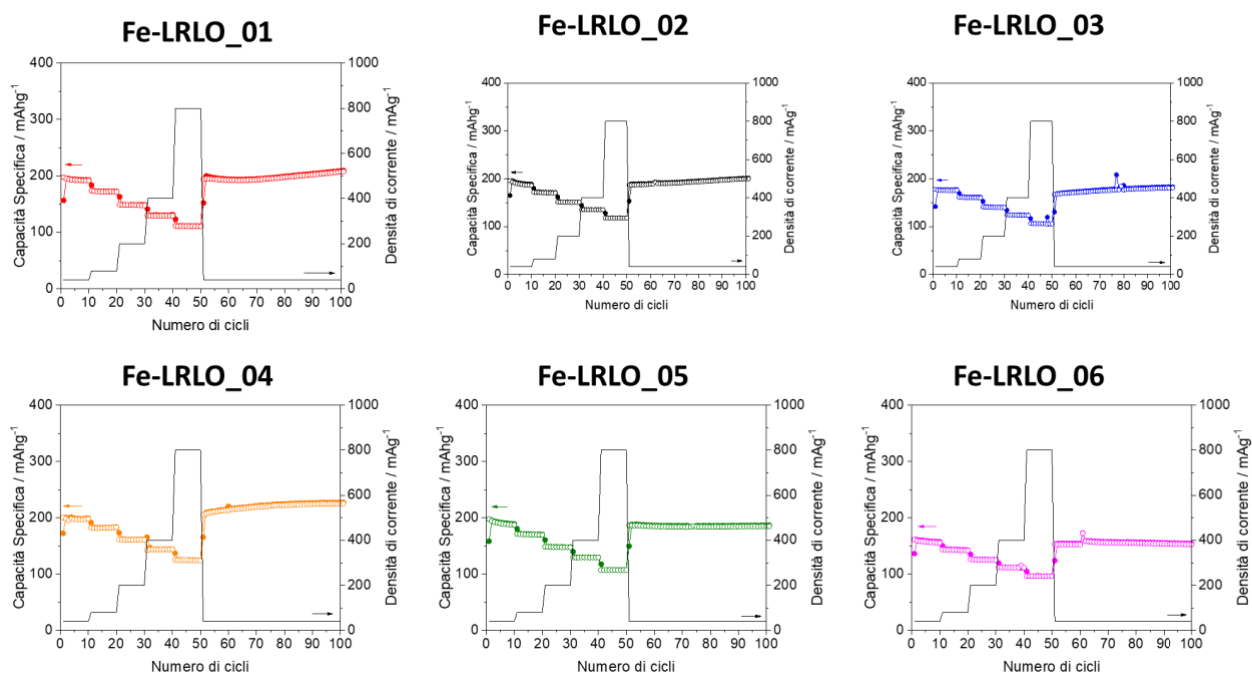 Fe-LRLO_01
Fe-LRLO_02
Fe-LRLO_03
400
300
200
100
0
Capacità Specifica / mAhg-1
1000
800
600
400
200
0
Densità di corrente / mAg-1
0 10 20 30 40 50 60 70 80 90 100
Numero di cicli
400
300
200
100
0
Capacità Specifica / mAhg-1
1000
800
600
400
200
0
Densità di corrente / mAg-1
0 10 20 30 40 50 60 70 80 90 100
Numero di cicli
400
300
200
100
0
Capacità Specifica / mAhg-1
1000
800
600
400
200
0
Densità di corrente / mAg-1
0 10 20 30 40 50 60 70 80 90 100
Numero di cicli
Fe-LRLO_04
Fe-LRLO_05
Fe-LRLO_06
400
300
200
100
0
Capacità Specifica / mAhg-1
1000
800
600
400
200
0
Densità di corrente / mAg-1
0 10 20 30 40 50 60 70 80 90 100
Numero di cicli
400
300
200
100
0
Capacità Specifica / mAhg-1
1000
800
600
400
200
0
Densità di corrente / mAg-1
0 10 20 30 40 50 60 70 80 90 100
Numero di cicli
400
300
200
100
0
Capacità Specifica / mAhg-1
1000
800
600
400
200
0
Densità di corrente / mAg-1
0 10 20 30 40 50 60 70 80 90 100
Numero di cicli